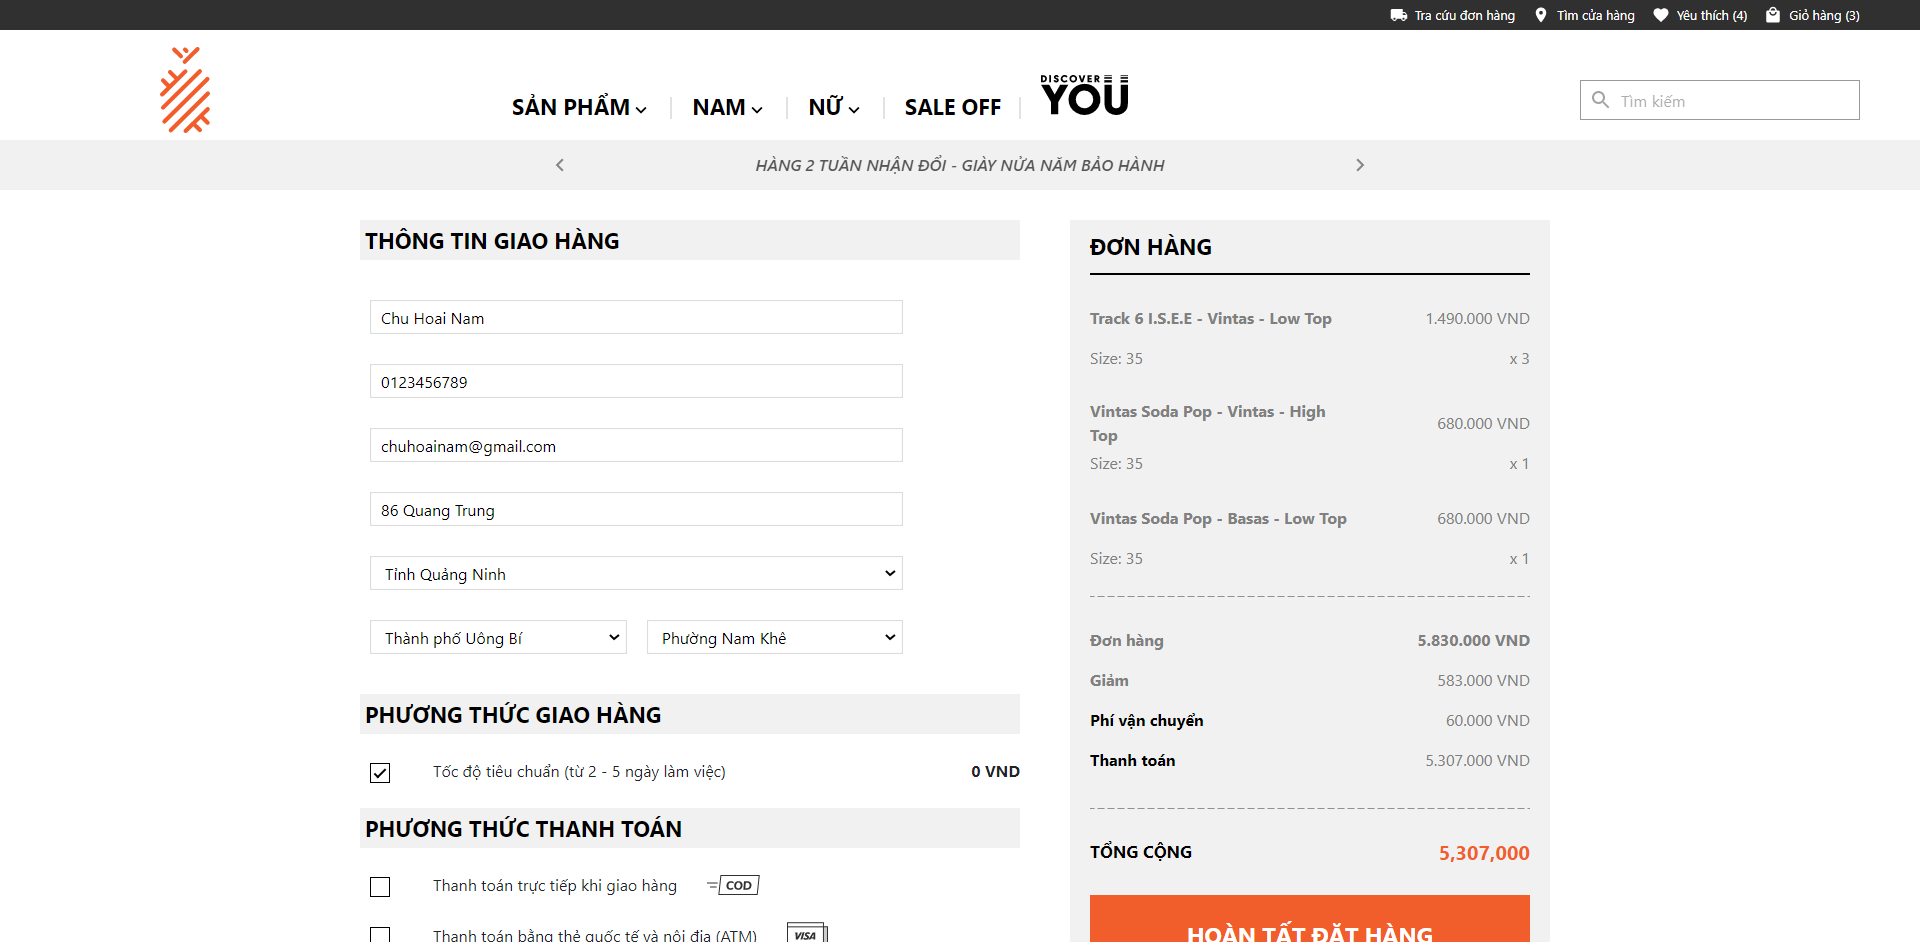 Tra cứu đơn hàng
Tìm cửa hàng
Yêu thích (4)
Giỏ hàng (3)
SẢN PHẨM
NAM
NỮ
SALE OFF
DISCOVER
YOU
Tìm kiếm
HÀNG 2 TUẦN NHẬN ĐỔI - GIÀY NỬA NĂM BẢO HÀNH
THÔNG TIN GIAO HÀNG
Chu Hoai Nam
0123456789
chuhoainam@gmail.com
86 Quang Trung
Tỉnh Quảng Ninh
Thành phố Uông Bí
Phường Nam Khê
PHƯƠNG THỨC GIAO HÀNG
Tốc độ tiêu chuẩn (từ 2 - 5 ngày làm việc)
0 VND
PHƯƠNG THỨC THANH TOÁN
Thanh toán trực tiếp khi giao hàng
COD
Thanh toán bằng thẻ quốc tế và nội địa (ATM)
VISA
ĐƠN HÀNG
Track 6 I.S.E.E - Vintas - Low Top
1.490.000 VND
Size: 35
x 3
Vintas Soda Pop - Vintas - High
Top
680.000 VND
Size: 35
x 1
Vintas Soda Pop - Basas - Low Top
680.000 VND
Size: 35
x 1
Đơn hàng
5.830.000 VND
Giảm
583.000 VND
Phí vận chuyển
60.000 VND
Thanh toán
5.307.000 VND
TỔNG CỘNG
5,307,000
HOÀN TẤT ĐẶT HÀNG